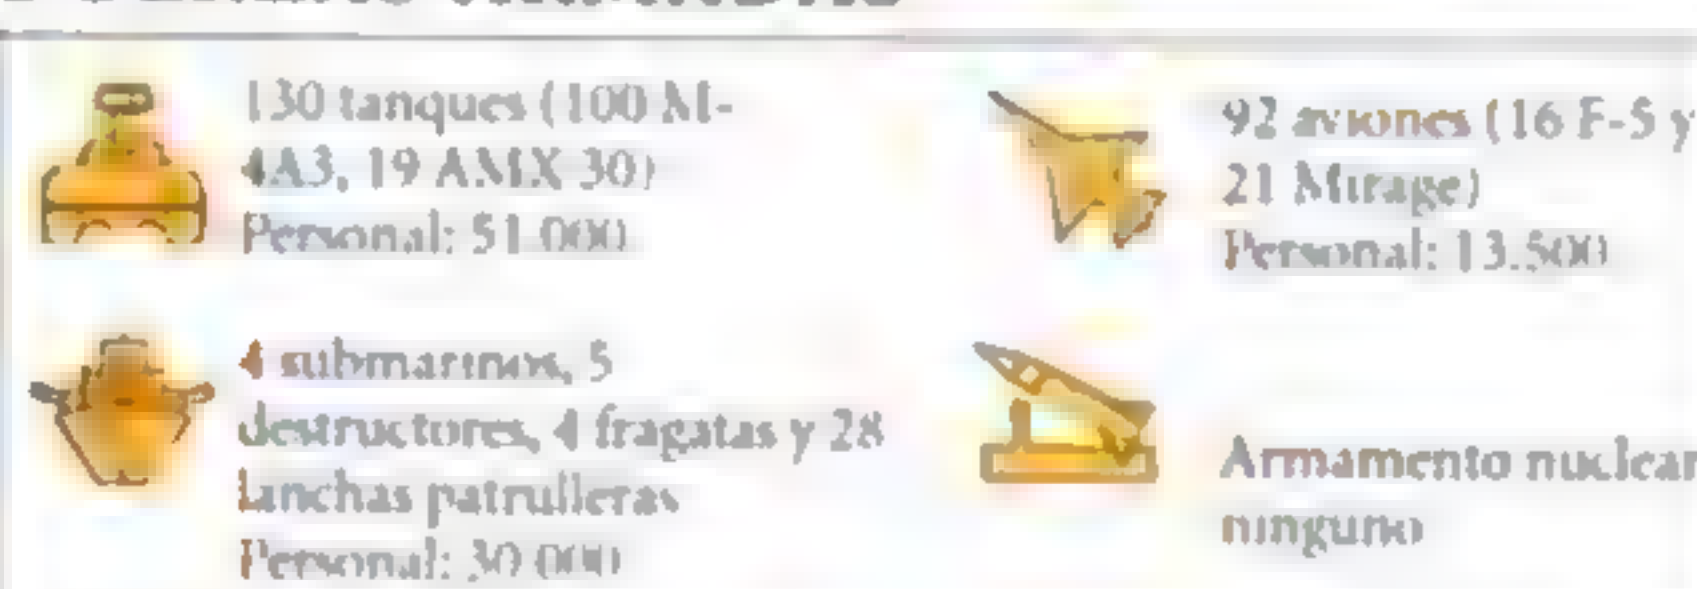 130 tanques (100 M-
4A3, 19 AMX 30)
Personal: 51 000
92 aviones (16 F-5 y
21 Mirage)
Personal: 13.500
4 submarinos, 5
destructores, 4 fragatas y 28
lanchas patrulleras
Personal: 30 000
Armamento nuclear
ninguno